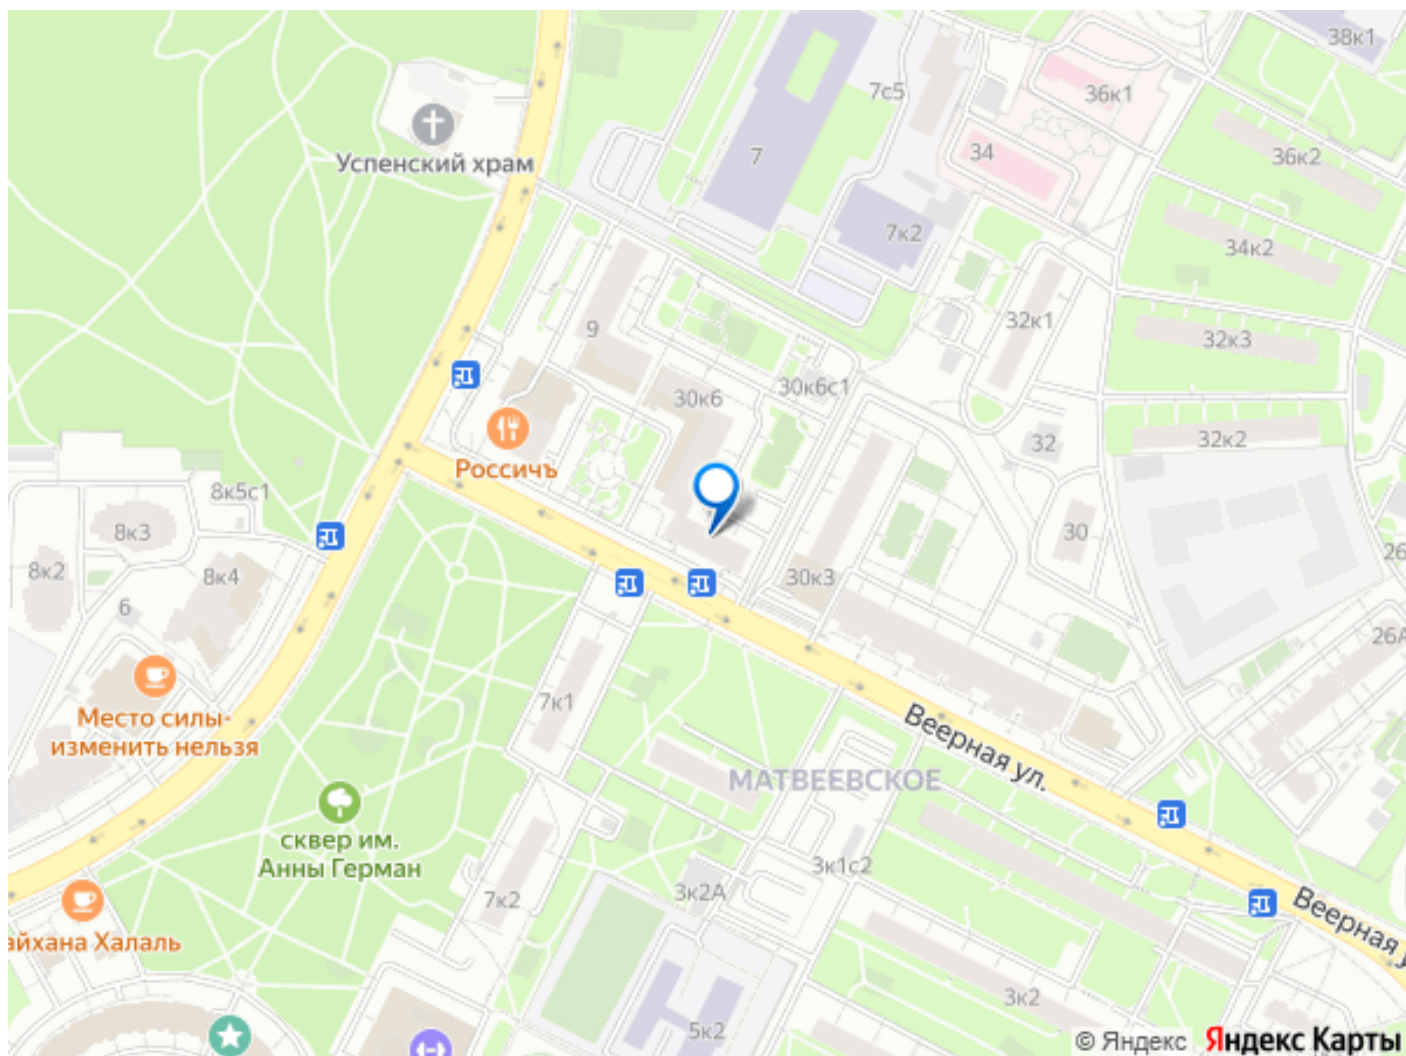 38к1
7с5
36к1
Успенский храм
7
34
36к2
7к2
34к2
32к1
9
32к3
30к6с1
30к6
32
32к2
Россичъ
8к5с1
8к3
30
8к2
8к4
30к3
26
6
26А
7к1
Место силы-
изменить нельзя
Веерная ул.
МАТВЕЕВСКОЕ
сквер им.
Анны Герман
3к1с2
7к2
3к2А
Веерная у
айхана Халаль
3к2
5к2
© Яндекс Яндекс Карты